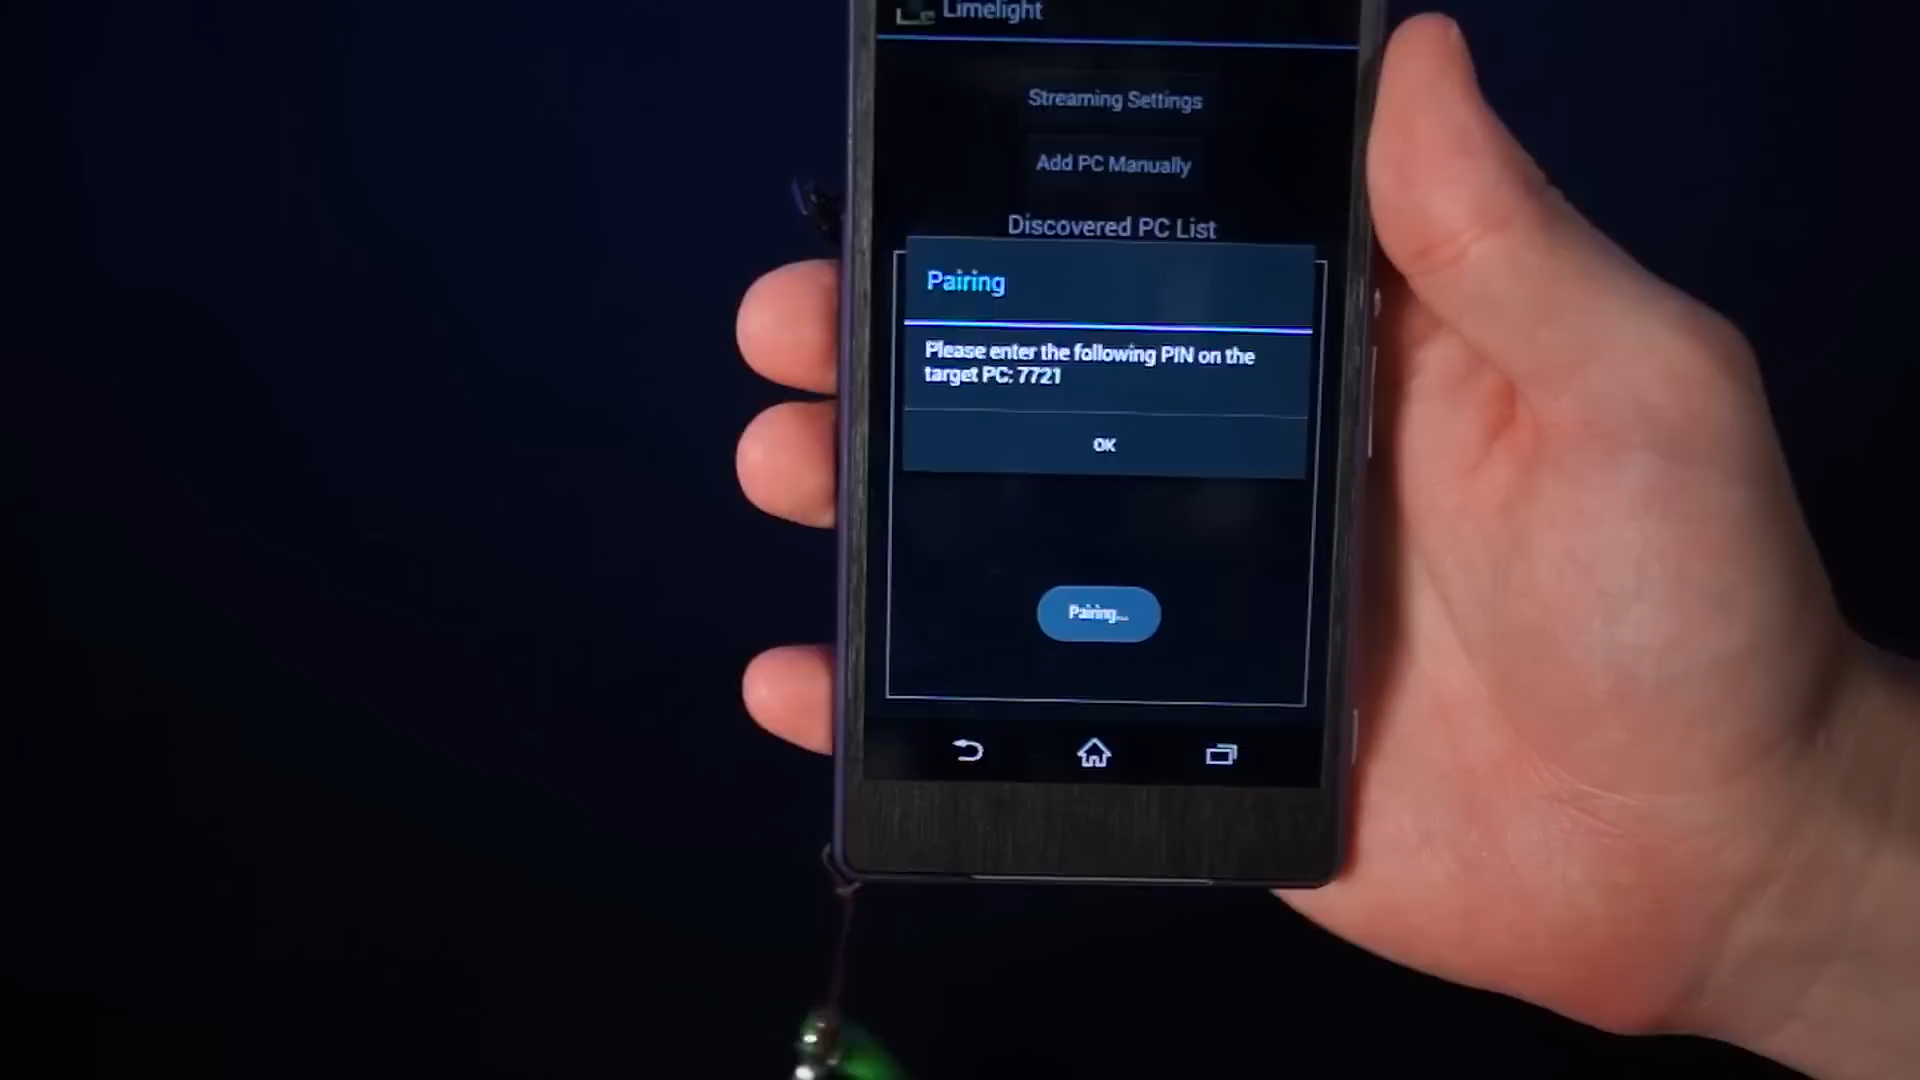 Limelight
Streaming Settings
Add PC Manually
Discovered PC List
Pairing
Please enter the following PIN on the
target PC: 7721
OK
Pairing...